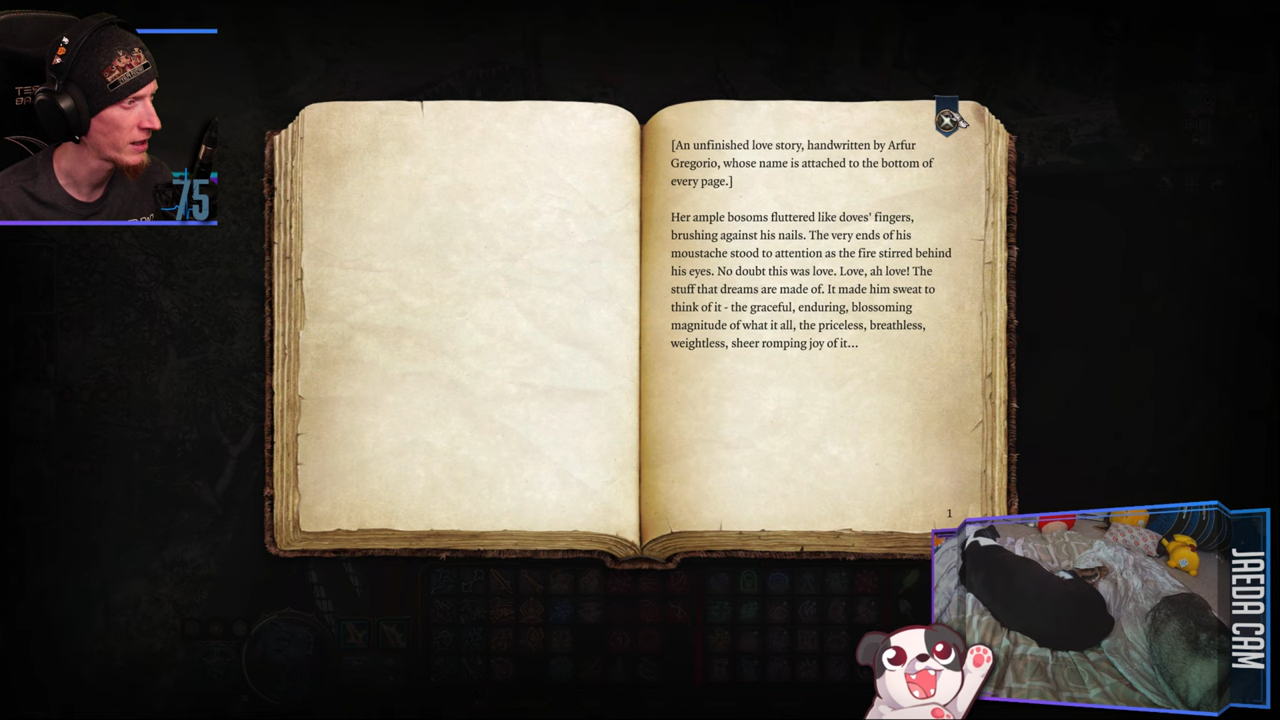 TE
BA
75
[An unfinished love story, handwritten by Arfur
Gregorio, whose name is attached to the bottom of
every page.]
Her ample bosoms fluttered like doves' fingers,
brushing against his nails. The very ends of his
moustache stood to attention as the fire stirred behind
his eyes. No doubt this was love. Love, ah love! The
stuff that dreams are made of. It made him sweat to
think of it - the graceful, enduring, blossoming
magnitude of what it all, the priceless, breathless,
weightless, sheer romping joy of it...
1
JAEDA CAM